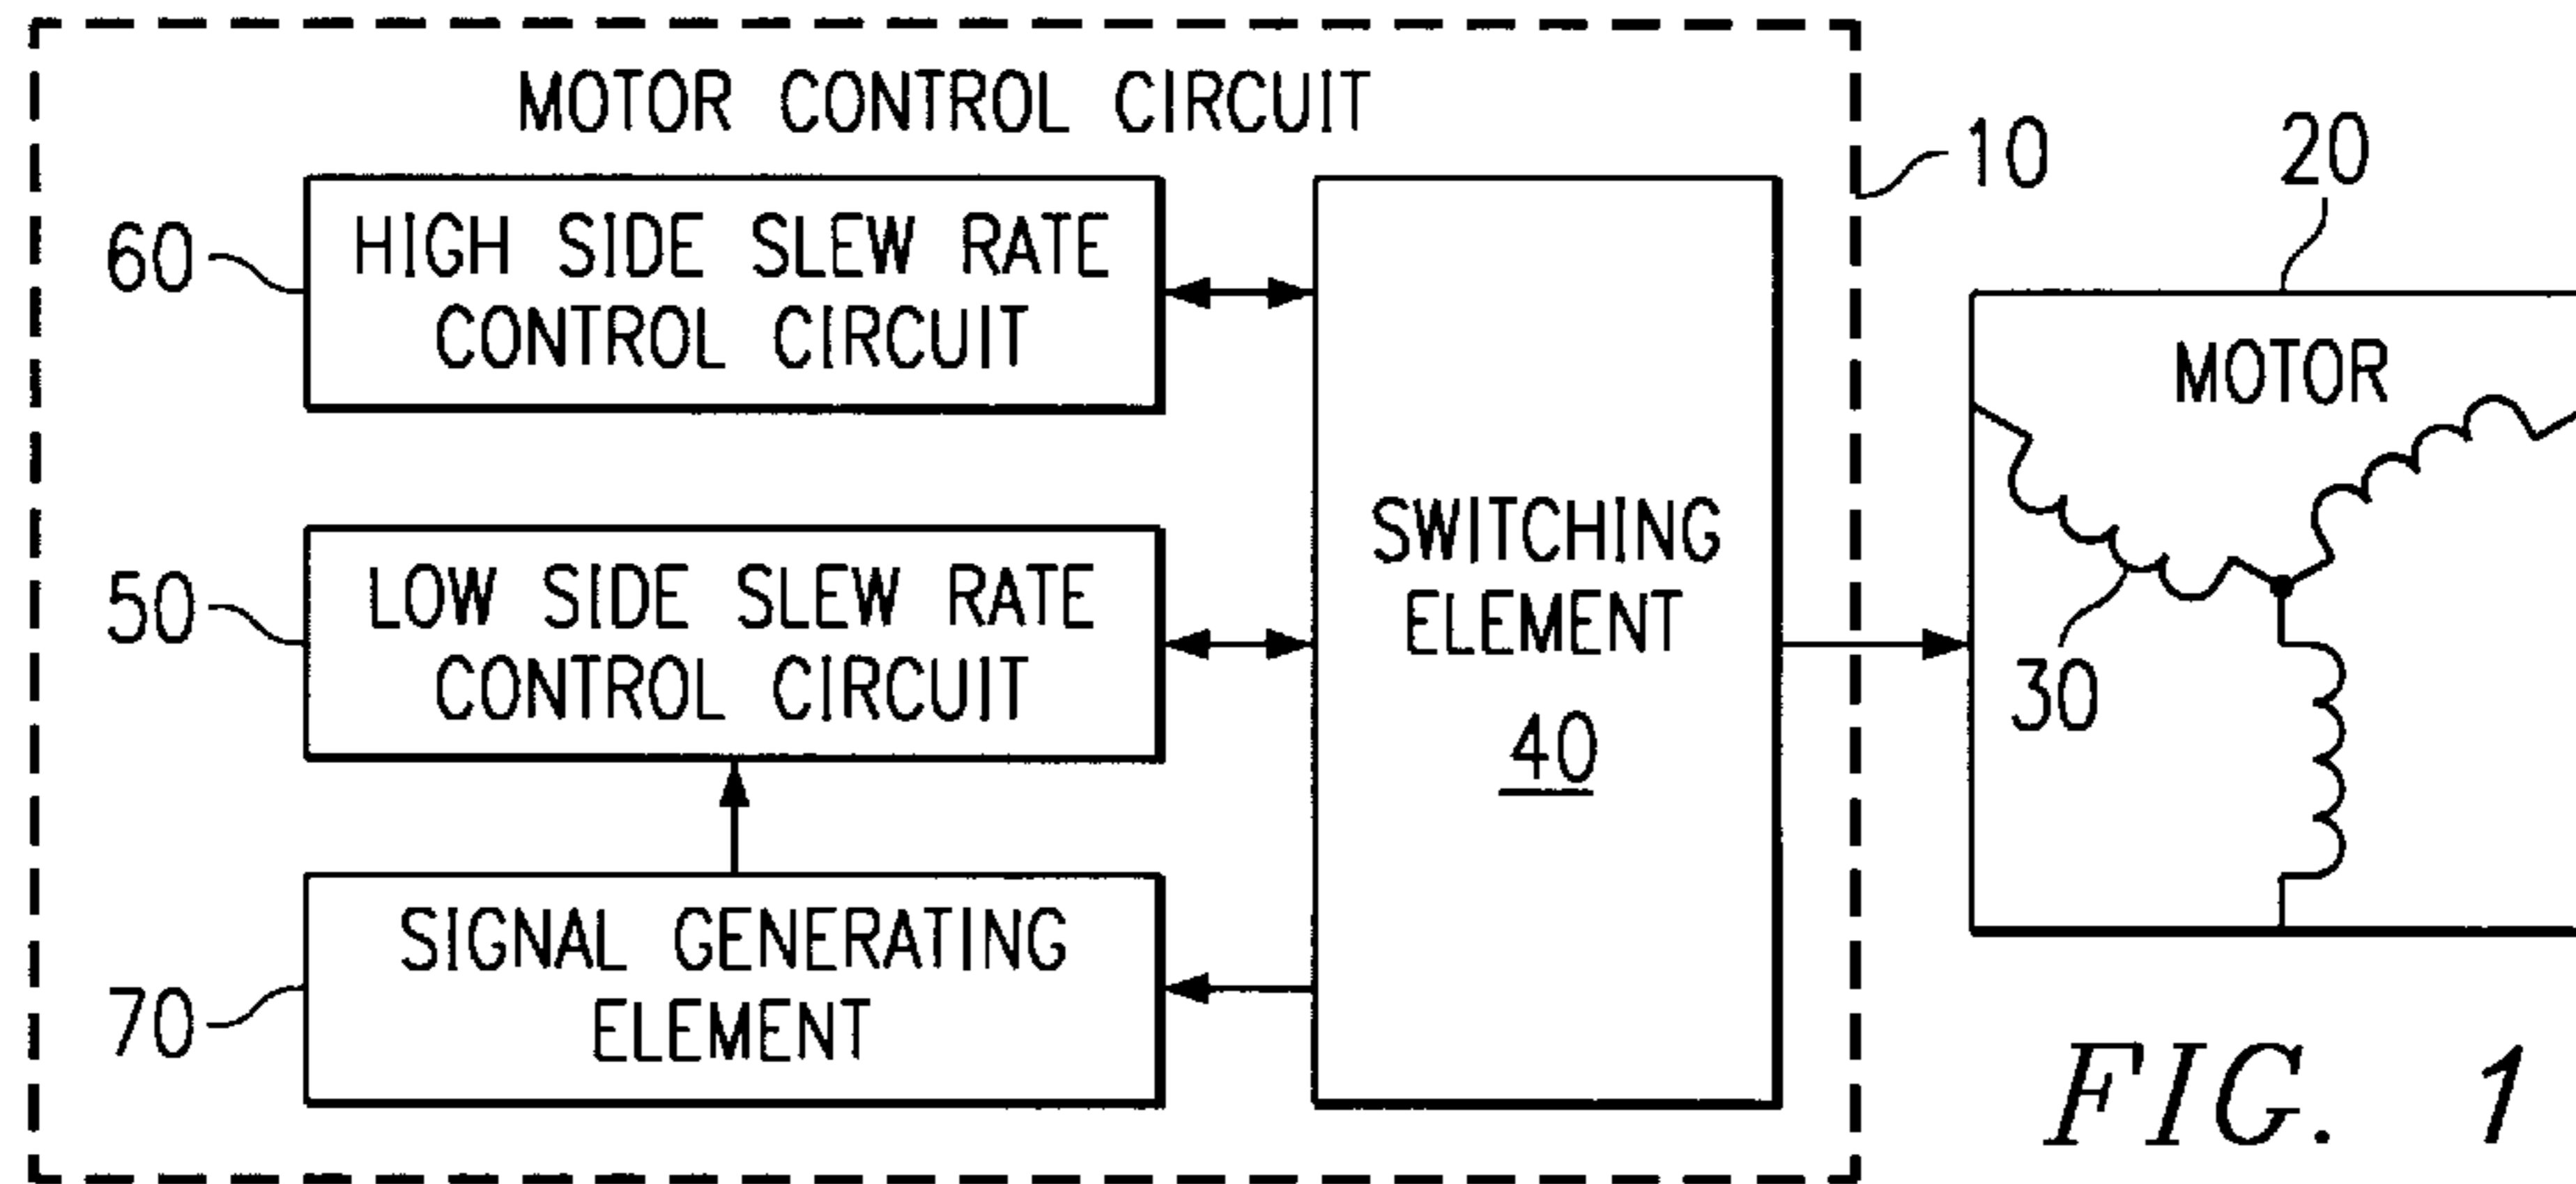 MOTOR CONTROL CIRCUIT
10
20
60
HIGH SIDE SLEW RATE
CONTROL CIRCUIT
MOTOR
50
LOW SIDE SLEW RATE
CONTROL CIRCUIT
SWITCHING
ELEMENT
40
30
70
SIGNAL GENERATING
ELEMENT
FIG. 1